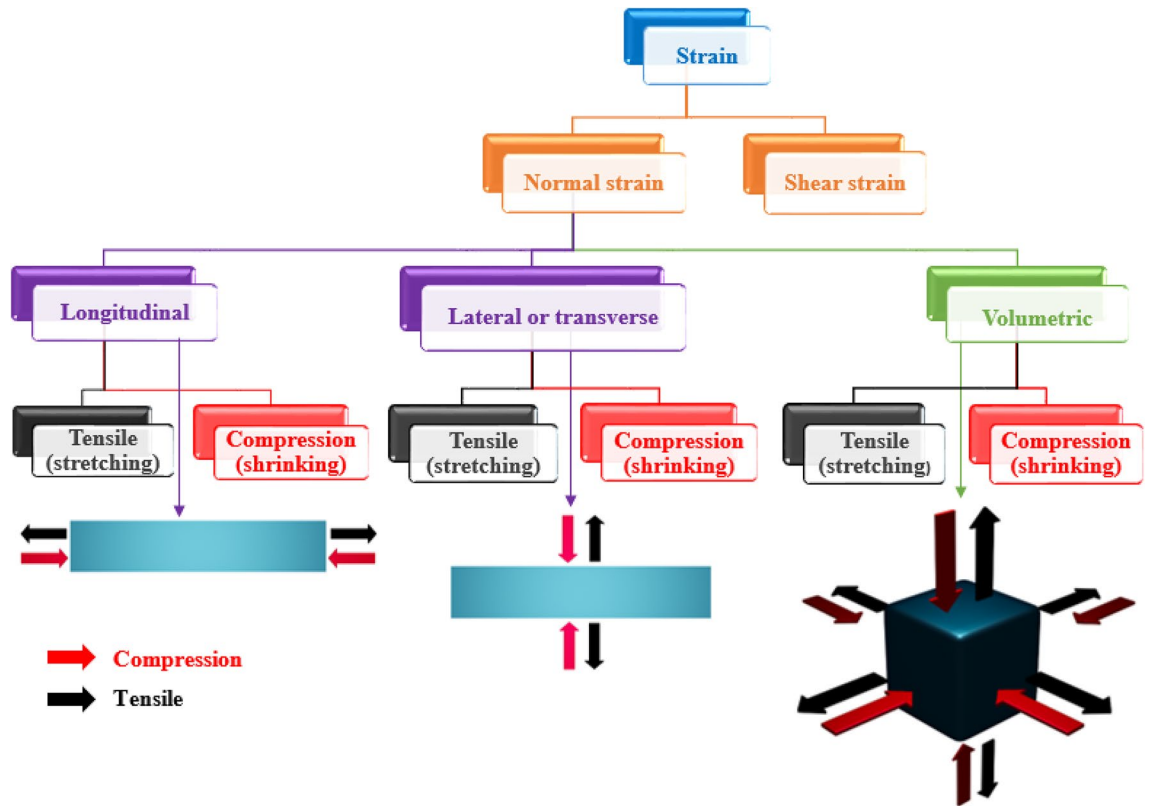 Strain
Normal strain
Shear strain
Longitudinal
Lateral or transverse
Volumetric
Tensile
(stretching)
Compression
(shrinking)
Tensile
(stretching)
Compression
(shrinking)
Tensile
(stretching)
Compression
(shrinking)
Compression
Tensile